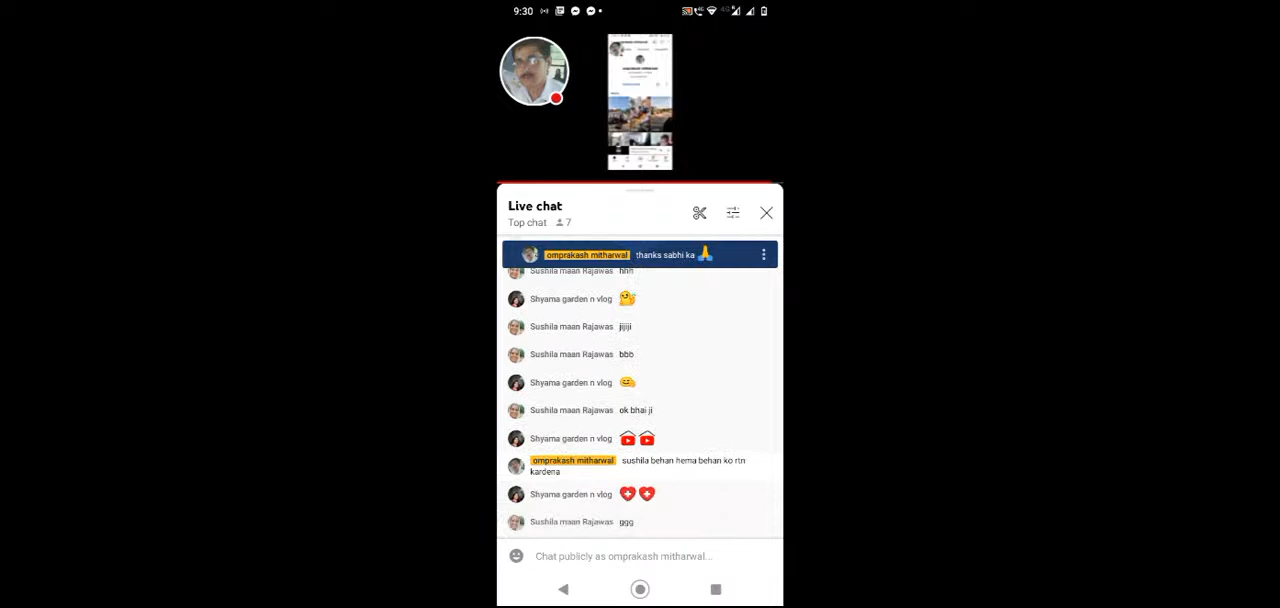 9:30
4G
Live chat
Top chat 7
omprakash mitharwal thanks sabhi ka
Sushila maan Rajawas hhh
Shyama garden n vlog
Sushila maan Rajawas jijiji
Sushila maan Rajawas bbb
Shyama garden n vlog
Sushila maan Rajawas ok bhai ji
Shyama garden n vlog
omprakash mitharwal sushila behan hema behan ko rtn
kardena
Shyama garden n vlog
Sushila maan Rajawas ggg
Chat publicly as omprakash mitharwal...